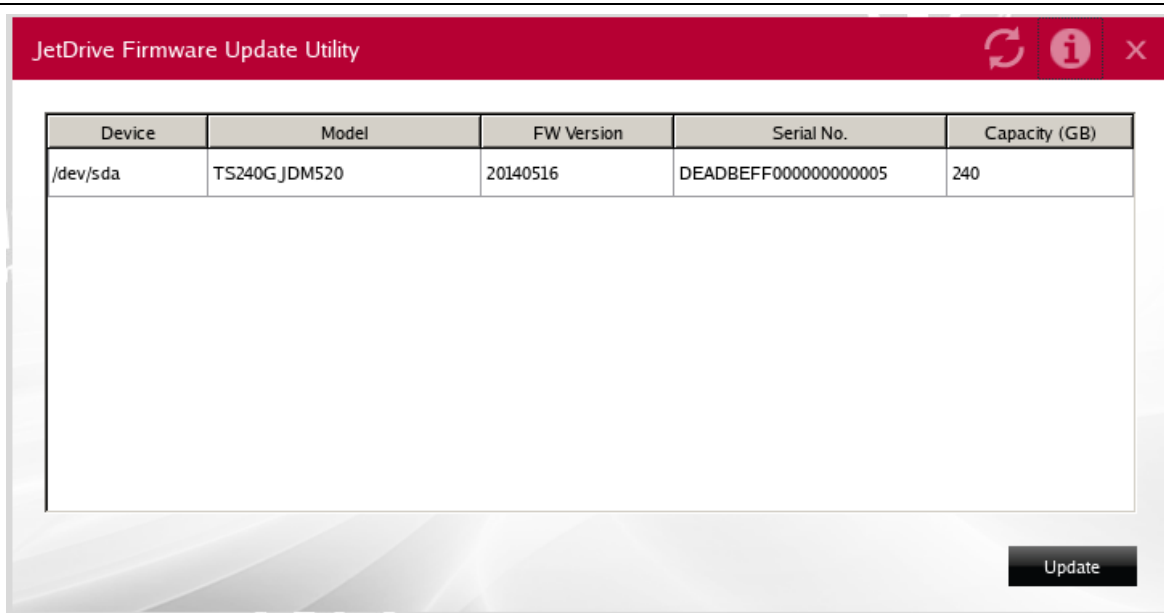 JetDrive Firmware Update Utility
Device Model FW Version Serial No. Capacity (GB)
/dev/sda TS240GJDM520 20140516 DEADBEFF000000000005 240
Update